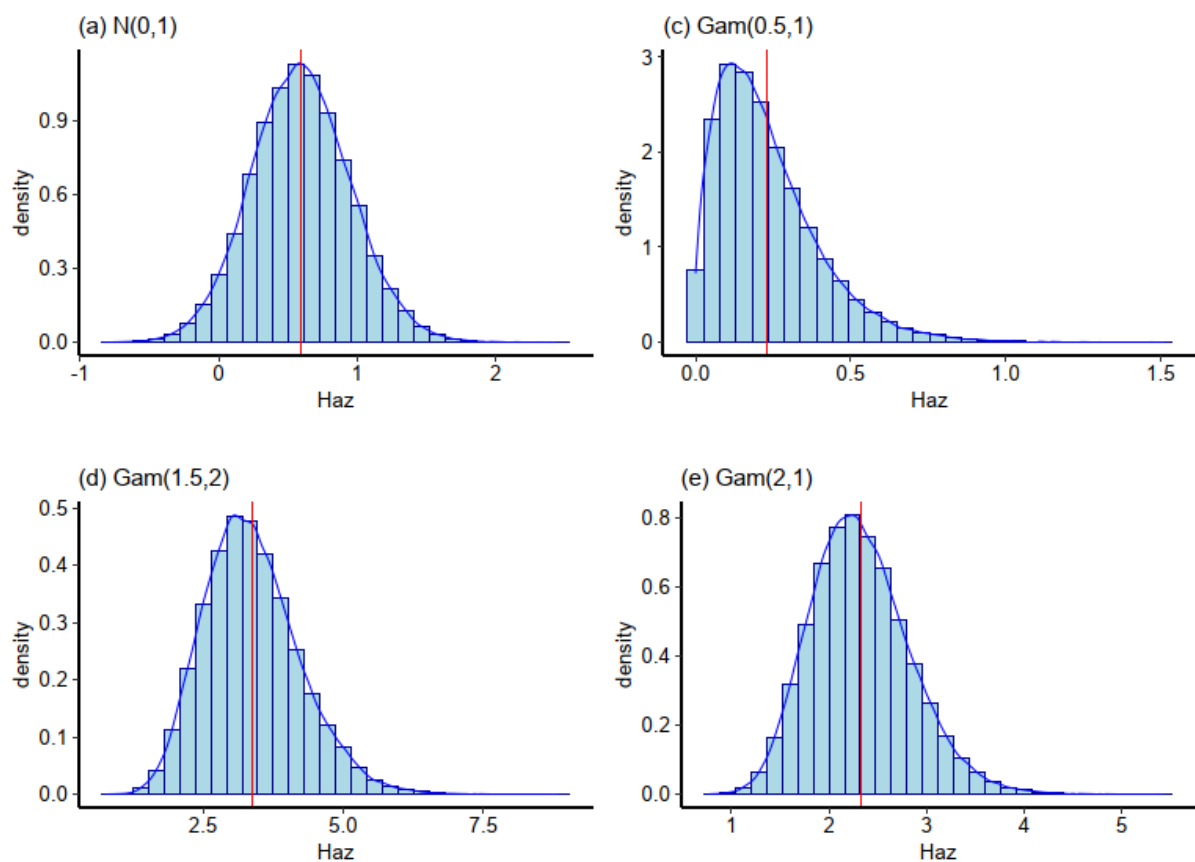 (a) N(0,1)
density
0.9
0.6
0.3
0.0
-1 0 1 2
Haz
(c) Gam(0.5,1)
density
3
2
1
0
0.0 0.5 1.0 1.5
Haz
(d) Gam(1.5,2)
density
0.5
0.4
0.3
0.2
0.1
0.0
2.5 5.0 7.5
Haz
(e) Gam(2,1)
density
0.8
0.6
0.4
0.2
0.0
1 2 3 4 5
Haz